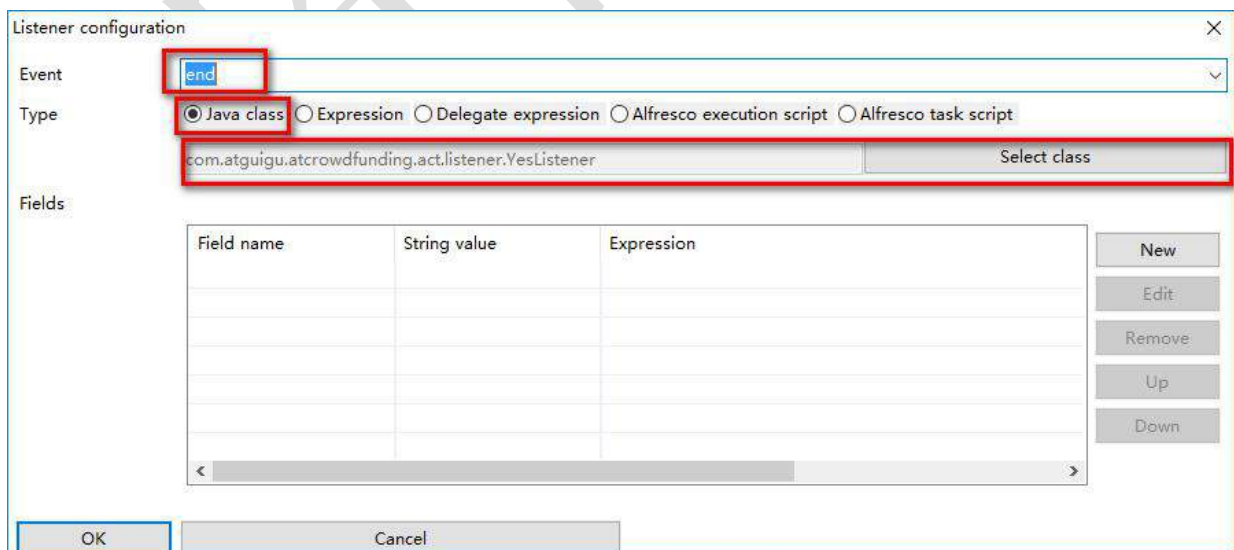 Listener configuration
Event end
Type Java class Expression Delegate expression Alfresco execution script Alfresco task script
com.atguigu.atcrowdfunding.act.listener.YesListener Select class
Fields
Field name String value Expression New
Edit
Remove
Up
Down
OK Cancel